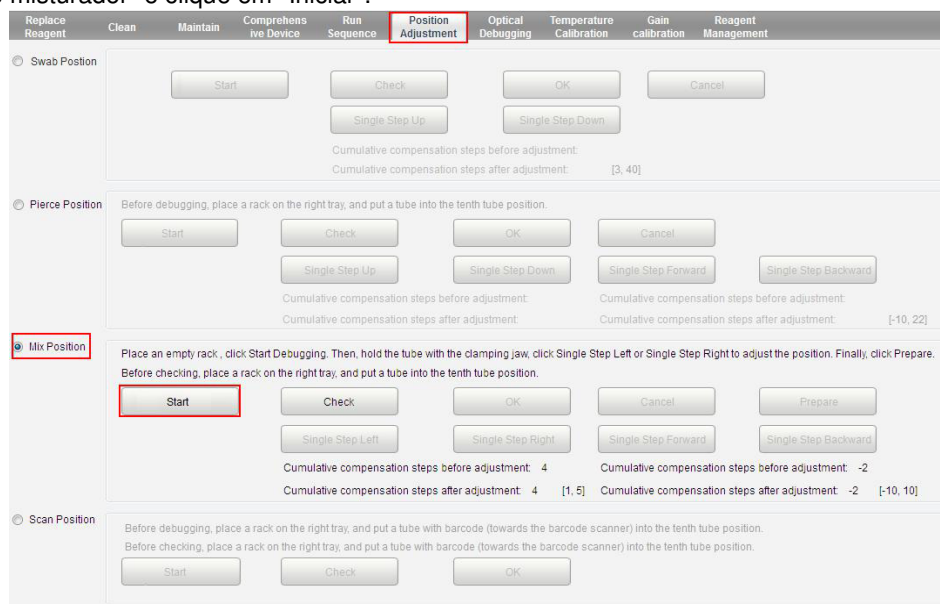 misturador" e clique em "Iniciar".
Replace Reagent Clean Maintain Comprehens ive Device Run Sequence Position Adjustment Optical Debugging Temperature Calibration Gain calibration Reagent Management
Swab Postion
Start Check OK Cancel
Single Step Up Single Step Down
Cumulative compensation steps before adjustment:
Cumulative compensation steps after adjustment: [3, 40]
Pierce Position Before debugging, place a rack on the right tray, and put a tube into the tenth tube position.
Start Check OK Cancel
Single Step Up Single Step Down Single Step Forward Single Step Backward
Cumulative compensation steps before adjustment: Cumulative compensation steps before adjustment:
Cumulative compensation steps after adjustment: Cumulative compensation steps after adjustment: [-10, 22]
Mix Position
Place an empty rack , click Start Debugging. Then, hold the tube with the clamping jaw, click Single Step Left or Single Step Right to adjust the position. Finally, click Prepare.
Before checking, place a rack on the right tray, and put a tube into the tenth tube position.
Start Check OK Cancel Prepare
Single Step Left Single Step Right Single Step Forward Single Step Backward
Cumulative compensation steps before adjustment: 4 Cumulative compensation steps before adjustment: -2
Cumulative compensation steps after adjustment: 4 [1, 5] Cumulative compensation steps after adjustment: -2 [-10, 10]
Scan Position
Before debugging, place a rack on the right tray, and put a tube with barcode (towards the barcode scanner) into the tenth tube position.
Before checking, place a rack on the right tray, and put a tube with barcode (towards the barcode scanner) into the tenth tube position.
Start Check OK